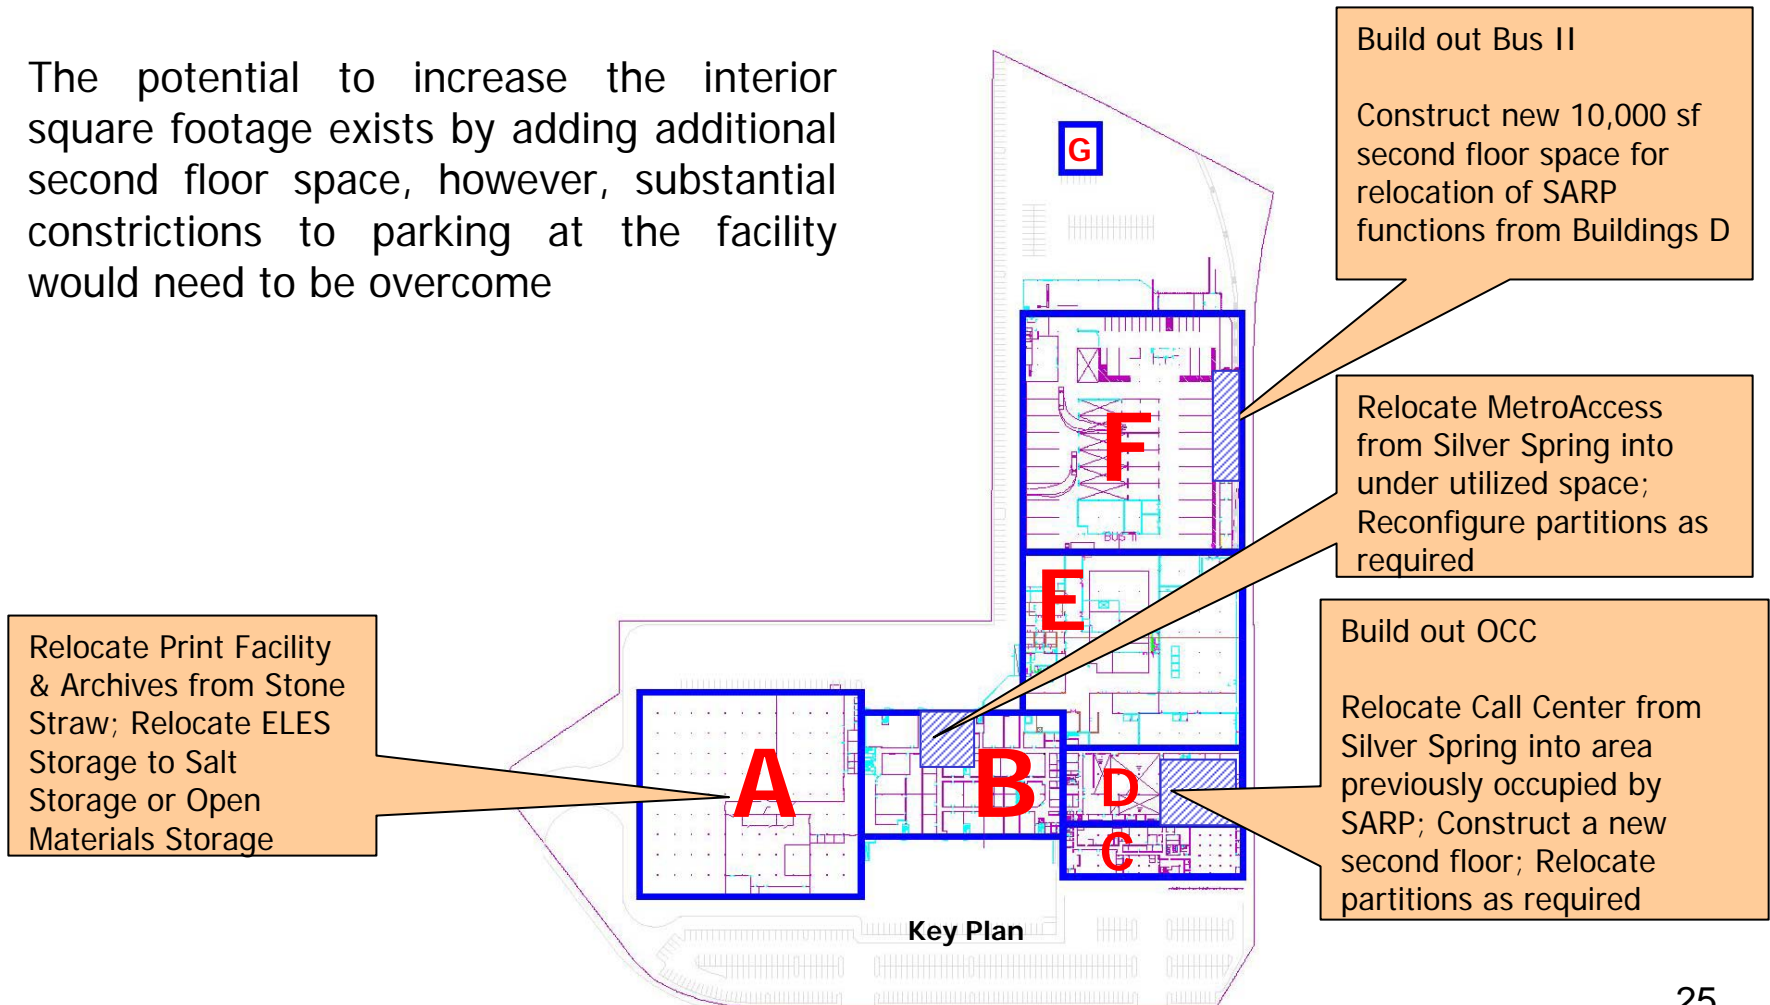 The potential to increase the interior
square footage exists by adding additional
second floor space, however, substantial
constrictions to parking at the facility
would need to be overcome
Build out Bus II
Construct new 10,000 sf
second floor space for
relocation of SARP
functions from Buildings D
G
F
BUS II
Relocate MetroAccess
from Silver Spring into
under utilized space;
Reconfigure partitions as
required
E
Relocate Print Facility
& Archives from Stone
Straw; Relocate ELES
Storage to Salt
Storage or Open
Materials Storage
A
B
D
C
Build out OCC
Relocate Call Center from
Silver Spring into area
previously occupied by
SARP; Construct a new
second floor; Relocate
partitions as required
Key Plan
25